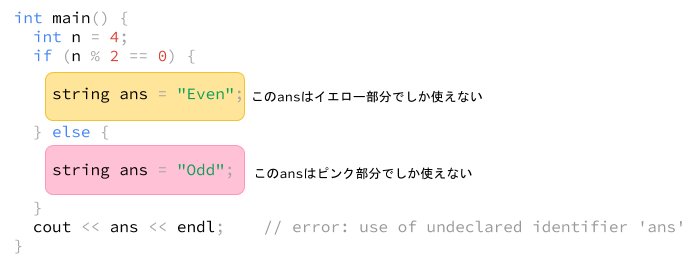 int main() {
int n = 4;
if (n % 2 == 0) {
string ans = "Even"; このansはイエロー部分でしか使えない
} else {
string ans = "Odd"; このansはピンク部分でしか使えない
}
cout << ans << endl; // error: use of undeclared identifier 'ans'
}